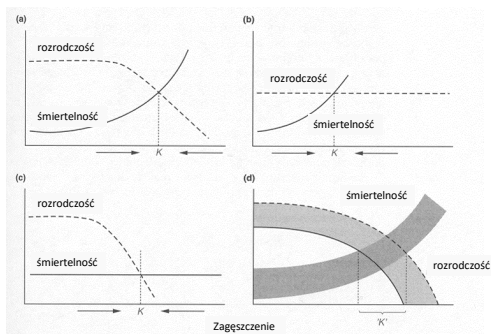 (a)
rozrodczość
śmiertelność
K
(b)
rozrodczość
śmiertelność
K
(c)
rozrodczość
śmiertelność
K
(d)
śmiertelność
rozrodczość
'K'
Zagęszczenie